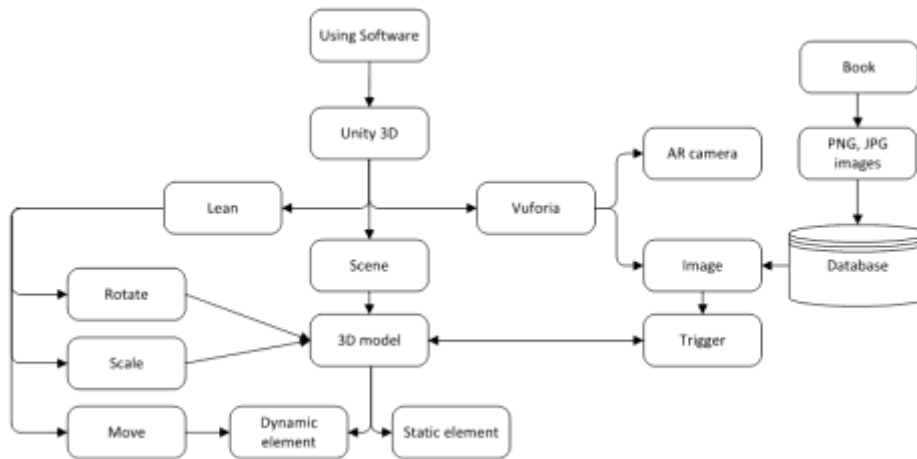 Using Software
Book
Unity 3D
AR camera
PNG, JPG
images
Lean
Vuforia
Scene
Image
Database
Rotate
3D model
Trigger
Scale
Move
Dynamic
element
Static element